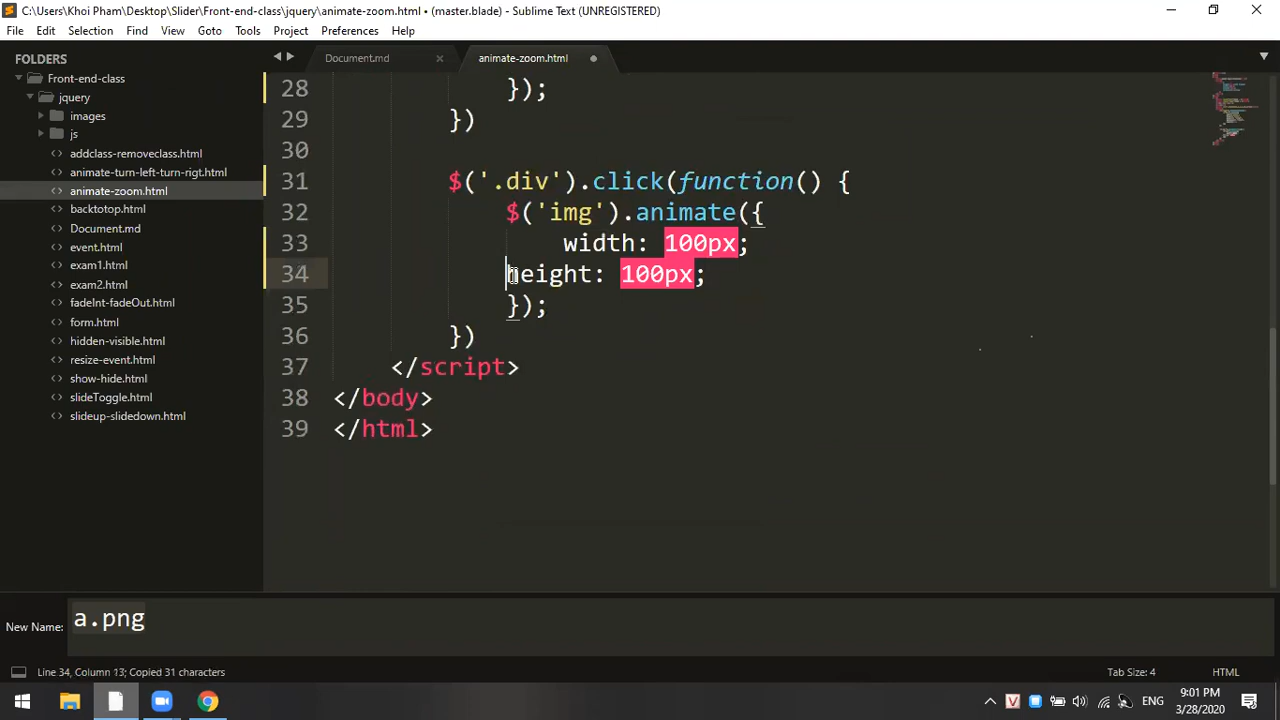 C:\Users\Khoi Pham\Desktop\Slider\Front-end-class\jquery\animate-zoom.html • (master.blade) - Sublime Text (UNREGISTERED)
File Edit Selection Find View Goto Tools Project Preferences Help
FOLDERS
Front-end-class
jquery
images
js
addclass-removeclass.html
animate-turn-left-turn-rigt.html
animate-zoom.html
backtotop.html
Document.md
event.html
exam1.html
exam2.html
fadeInt-fadeOut.html
form.html
hidden-visible.html
resize-event.html
show-hide.html
slideToggle.html
slideup-slidedown.html
Document.md × animate-zoom.html
28 });
29 })
30
31 $('.div').click(function() {
32 $('img').animate({
33 width: 100px;
34 height: 100px;
35 });
36 })
37 </script>
38 </body>
39 </html>
New Name: a.png
Line 34, Column 13; Copied 31 characters Tab Size: 4 HTML
V ENG 9:01 PM
3/28/2020